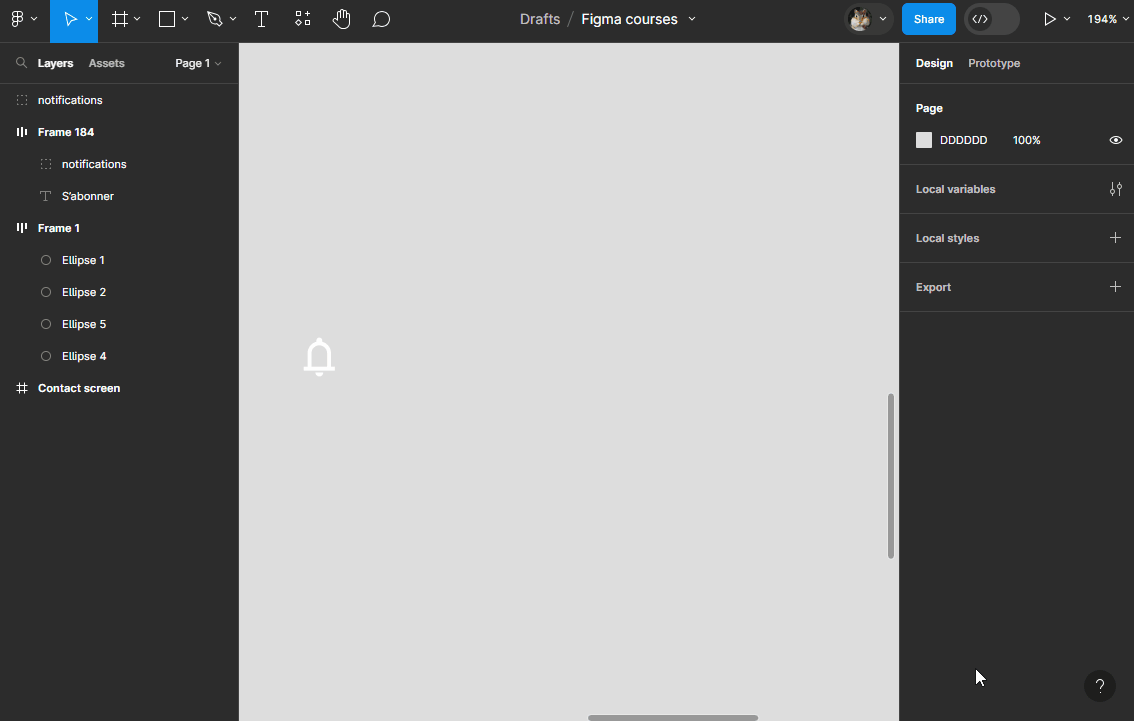 Drafts / Figma courses
Share
194%
Layers Assets Page 1
notifications
Frame 184
notifications
S'abonner
Frame 1
Ellipse 1
Ellipse 2
Ellipse 5
Ellipse 4
Contact screen
Design Prototype
Page
DDDDDD 100%
Local variables
Local styles
Export
?